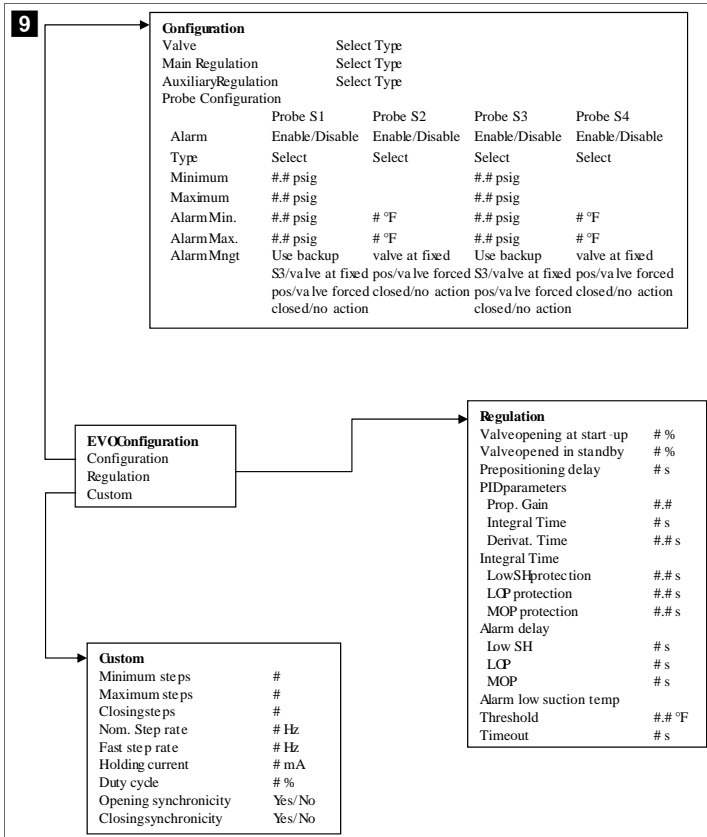 9
Configuration
Valve Select Type
Main Regulation Select Type
AuxiliaryRegulation Select Type
Probe Configuration
Probe S1 Probe S2 Probe S3 Probe S4
Alarm Enable/Disable Enable/Disable Enable/Disable Enable/Disable
Type Select Select Select Select
Minimum #.# psig #.# psig
Maximum #.# psig #.# psig
AlarmMin. #.# psig # °F #.# psig # °F
AlarmMax. #.# psig # °F #.# psig # °F
AlarmMngt Use backup valve at fixed Use backup valve at fixed
S3/valve at fixed pos/valve forced S3/valve at fixed pos/valve forced
pos/valve forced closed/no action pos/valve forced closed/no action
closed/no action closed/no action
EVOConfiguration
Configuration
Regulation
Custom
Regulation
Valveopening at start-up # %
Valveopened in standby # %
Prepositioning delay # s
PIDparameters
Prop. Gain #.#
Integral Time # s
Derivat. Time #.# s
Integral Time
LowSHprotection #.# s
LOP protection #.# s
MOP protection #.# s
Alarm delay
Low SH # s
LOP # s
MOP # s
Alarm low suction temp
Threshold #.# °F
Timeout # s
Custom
Minimum steps #
Maximum steps #
Closingsteps #
Nom. Step rate # Hz
Fast step rate # Hz
Holding current # mA
Duty cycle # %
Opening synchronicity Yes/No
Closingsynchronicity Yes/No